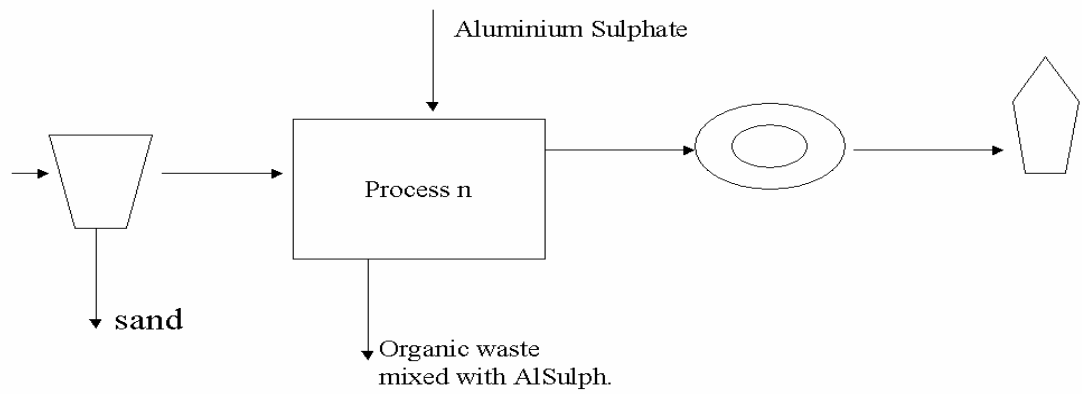 Aluminium Sulphate
Process n
sand
Organic waste
mixed with AlSulph.